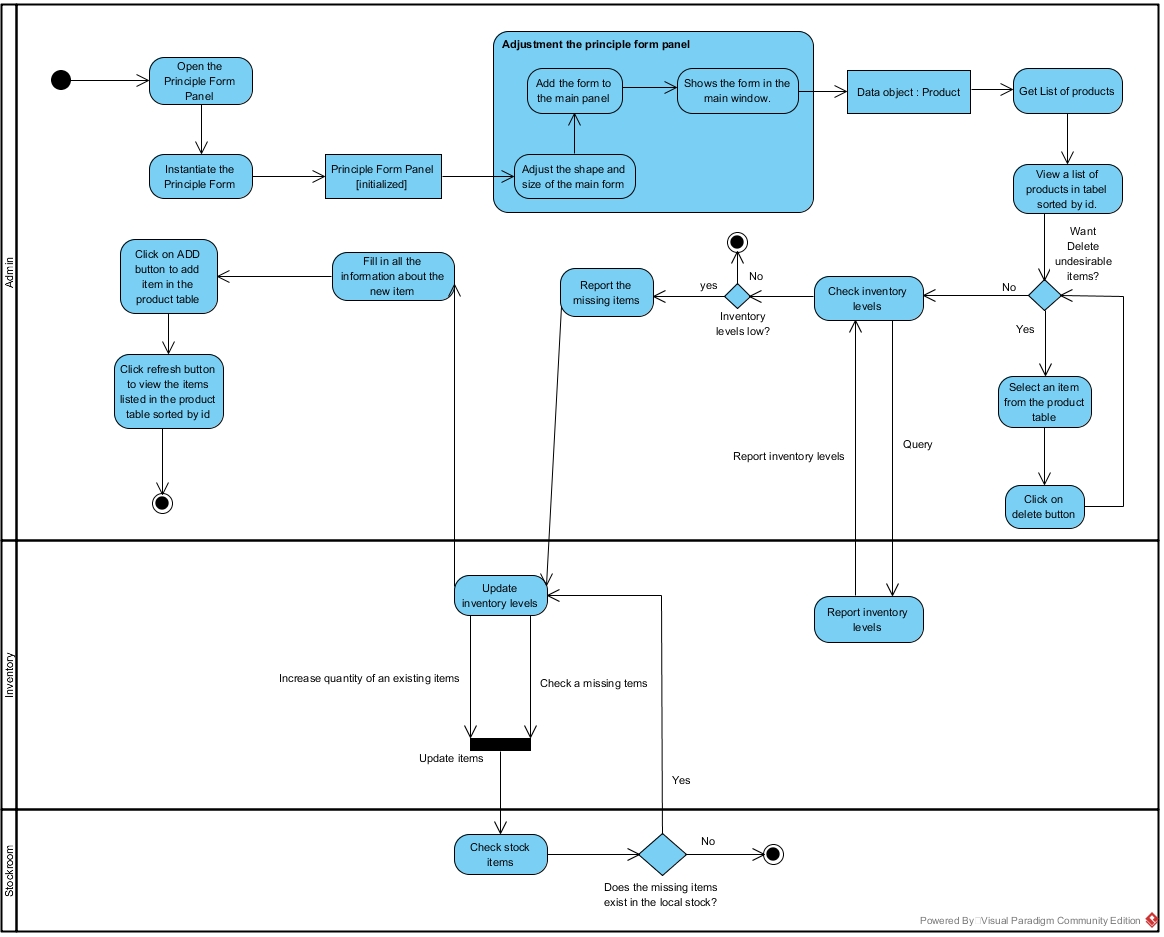 Admin
Open the
Principle Form
Panel
Instantiate the
Principle Form
Principle Form Panel
[initialized]
Adjustment the principle form panel
Add the form to
the main panel
Shows the form in the
main window.
Adjust the shape and
size of the main form
Data object : Product
Get List of products
View a list of
products in tabel
sorted by id.
Want
Delete
undesirable
items?
No
Yes
Select an item
from the product
table
Click on
delete button
Check inventory
levels
No
yes
Inventory
levels low?
Report the
missing items
Fill in all the
information about the
new item
Click on ADD
button to add
item in the
product table
Click refresh button
to view the items
listed in the product
table sorted by id
Report inventory levels
Query
Inventory
Update
inventory levels
Report inventory
levels
Increase quantity of an existing items
Check a missing tems
Update items
Yes
Stockroom
Check stock
items
No
Does the missing items
exist in the local stock?
Powered By Visual Paradigm Community Edition